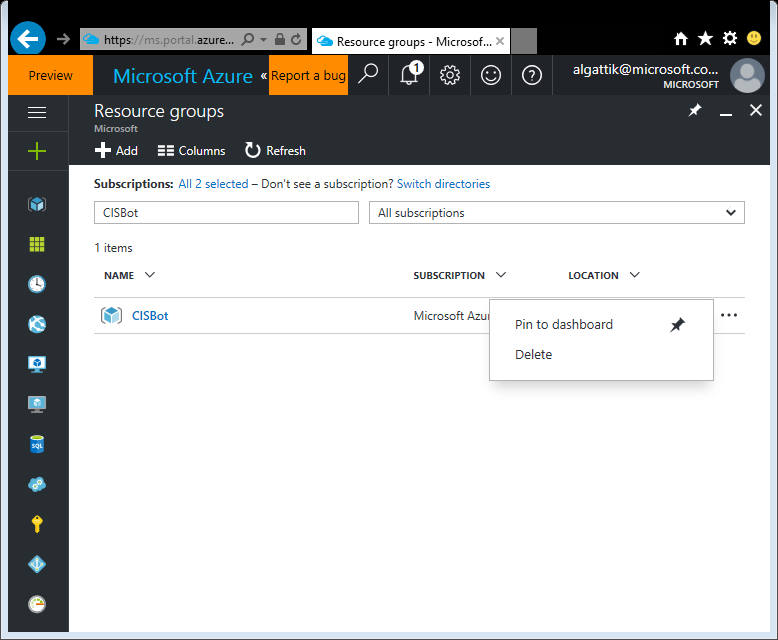 https://ms.portal.azure...
Resource groups - Microsof...
Preview
Microsoft Azure
«
Report a bug
1
?
algattik@microsoft.co...
MICROSOFT
Resource groups
Microsoft
Add
Columns
Refresh
Subscriptions: All 2 selected – Don't see a subscription? Switch directories
CISBot
All subscriptions
1 items
NAME
SUBSCRIPTION
LOCATION
CISBot
Microsoft Azu
...
Pin to dashboard
Delete
SQL